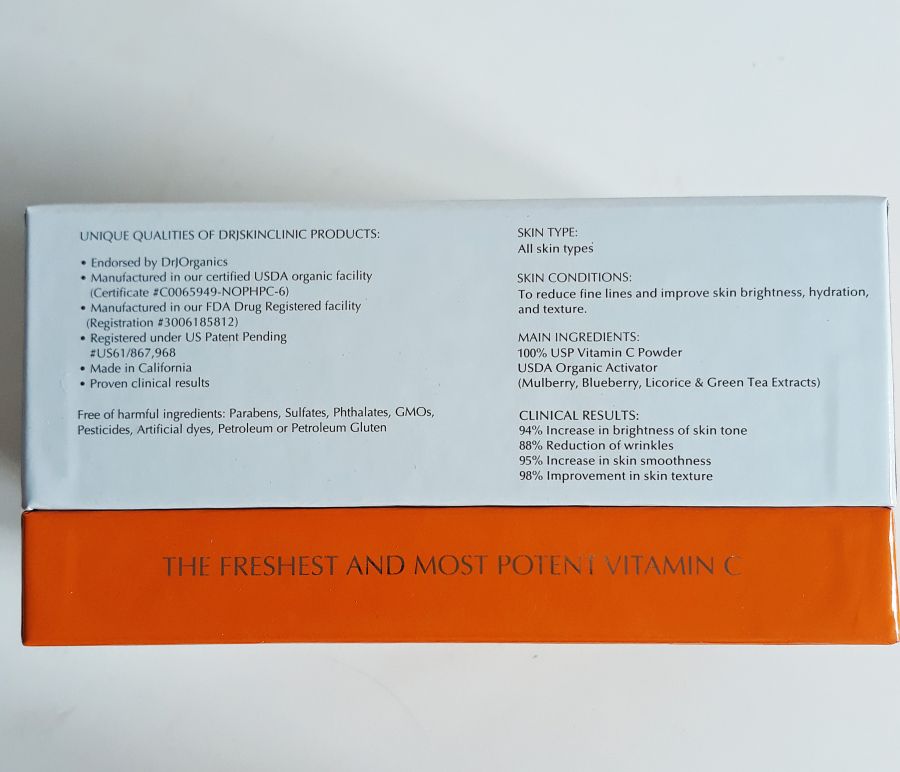 UNIQUE QUALITIES OF DRJSKINCLINIC PRODUCTS:
• Endorsed by DrJOrganics
• Manufactured in our certified USDA organic facility
(Certificate #C0065949-NOPHPC-6)
• Manufactured in our FDA Drug Registered facility
(Registration #3006185812)
• Registered under US Patent Pending
#US61/867,968
• Made in California
• Proven clinical results
Free of harmful ingredients: Parabens, Sulfates, Phthalates, GMOs,
Pesticides, Artificial dyes, Petroleum or Petroleum Gluten
SKIN TYPE:
All skin types
SKIN CONDITIONS:
To reduce fine lines and improve skin brightness, hydration,
and texture.
MAIN INGREDIENTS:
100% USP Vitamin C Powder
USDA Organic Activator
(Mulberry, Blueberry, Licorice & Green Tea Extracts)
CLINICAL RESULTS:
94% Increase in brightness of skin tone
88% Reduction of wrinkles
95% Increase in skin smoothness
98% Improvement in skin texture
THE FRESHEST AND MOST POTENT VITAMIN C